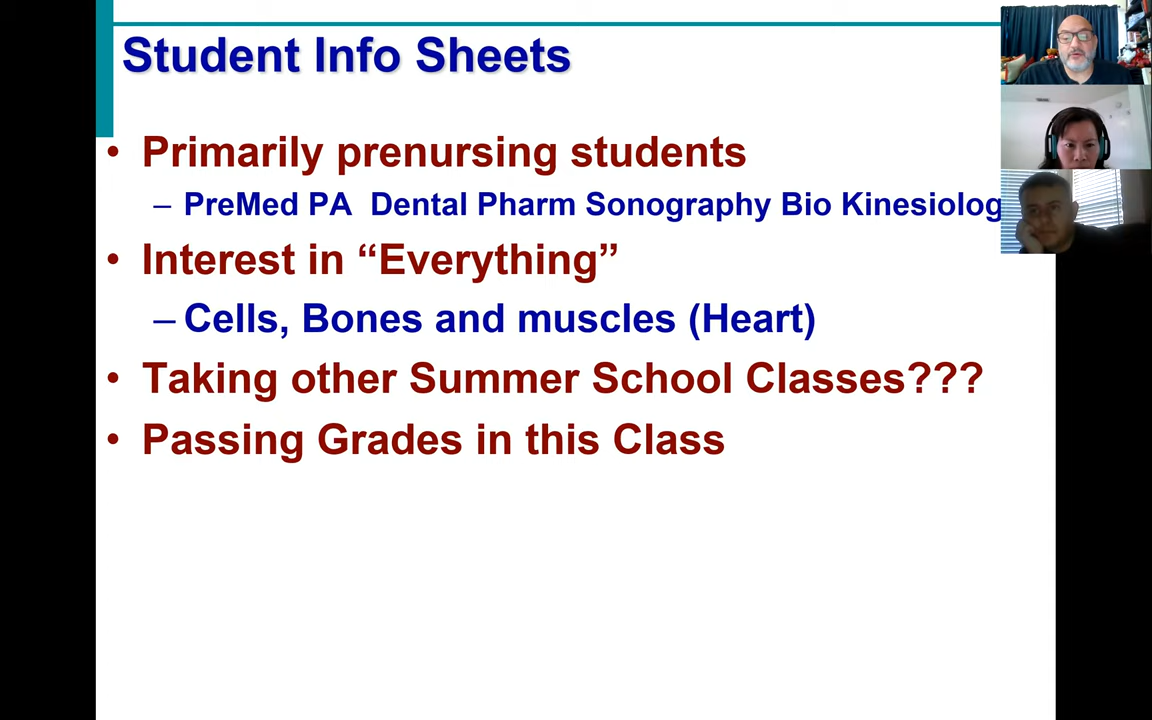 Student Info Sheets
• Primarily prenursing students
– PreMed PA Dental Pharm Sonography Bio Kinesiolog
• Interest in “Everything”
– Cells, Bones and muscles (Heart)
• Taking other Summer School Classes???
• Passing Grades in this Class